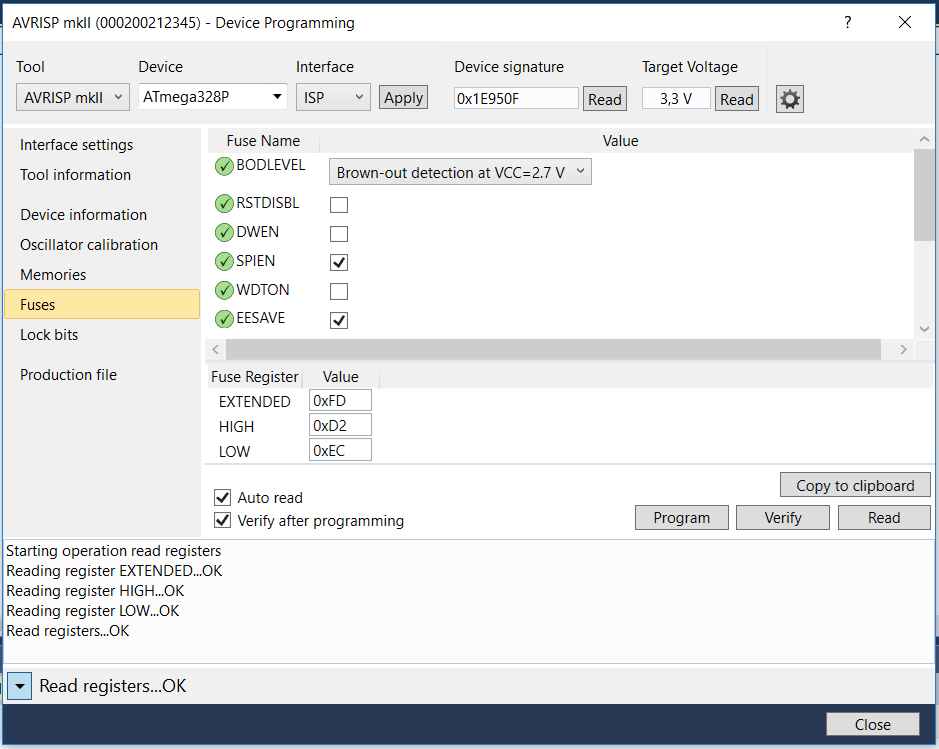 AVRISP mkII (000200212345) - Device Programming ?
Tool Device Interface Device signature Target Voltage
AVRISP mkII ATmega328P ISP Apply 0x1E950F Read 3,3 V Read
Interface settings
Tool information
Device information
Oscillator calibration
Memories
Fuses
Lock bits
Production file
Fuse Name Value
BODLEVEL Brown-out detection at VCC=2.7 V
RSTDISBL
DWEN
SPIEN
WDTON
EESAVE
Fuse Register Value
EXTENDED 0xFD
HIGH 0xD2
LOW 0xEC
Copy to clipboard
Auto read
Verify after programming
Program Verify Read
Starting operation read registers
Reading register EXTENDED...OK
Reading register HIGH...OK
Reading register LOW...OK
Read registers...OK
Read registers...OK
Close